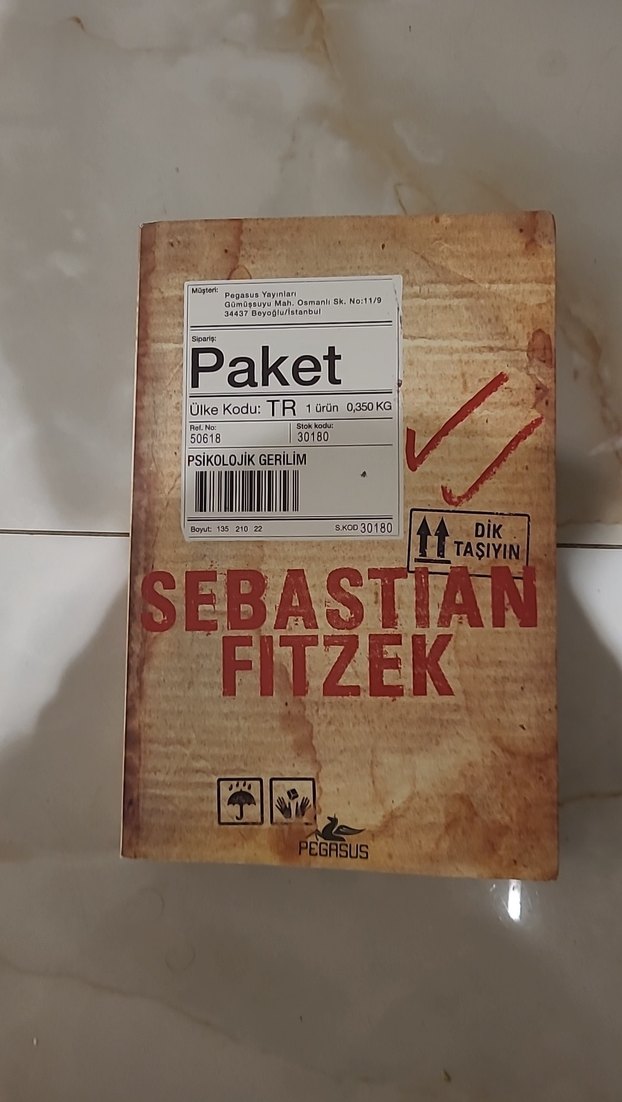 Müşteri:
Pegasus Yayınları
Gümüşsuyu Mah. Osmanlı Sk. No:11/9
34437 Beyoğlu/İstanbul
Sipariş:
Paket
Ülke Kodu: TR 1 ürün 0,350 KG
Ref. No: Stok kodu:
50618 30180
PSİKOLOJİK GERİLİM
Boyut: 135 210 22 S.KOD 30180
DİK
TAŞIYIN
SEBASTIAN
FITZEK
PEGASUS